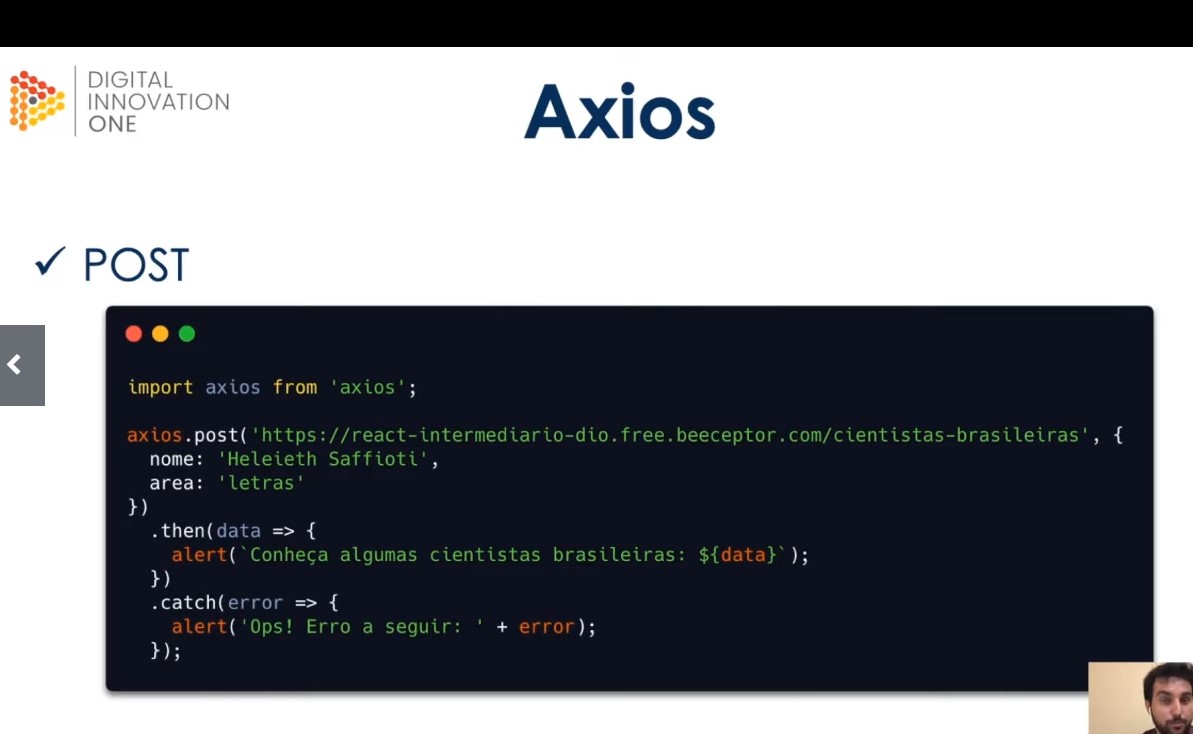 DIGITAL
INNOVATION
ONE
Axios
✓ POST
import axios from 'axios';
axios.post('https://react-intermediario-dio.free.beeceptor.com/cientistas-brasileiras', {
  nome: 'Heleieth Saffioti',
  area: 'letras'
})
  .then(data => {
    alert(`Conheça algumas cientistas brasileiras: ${data}`);
  })
  .catch(error => {
    alert('Ops! Erro a seguir: ' + error);
  });